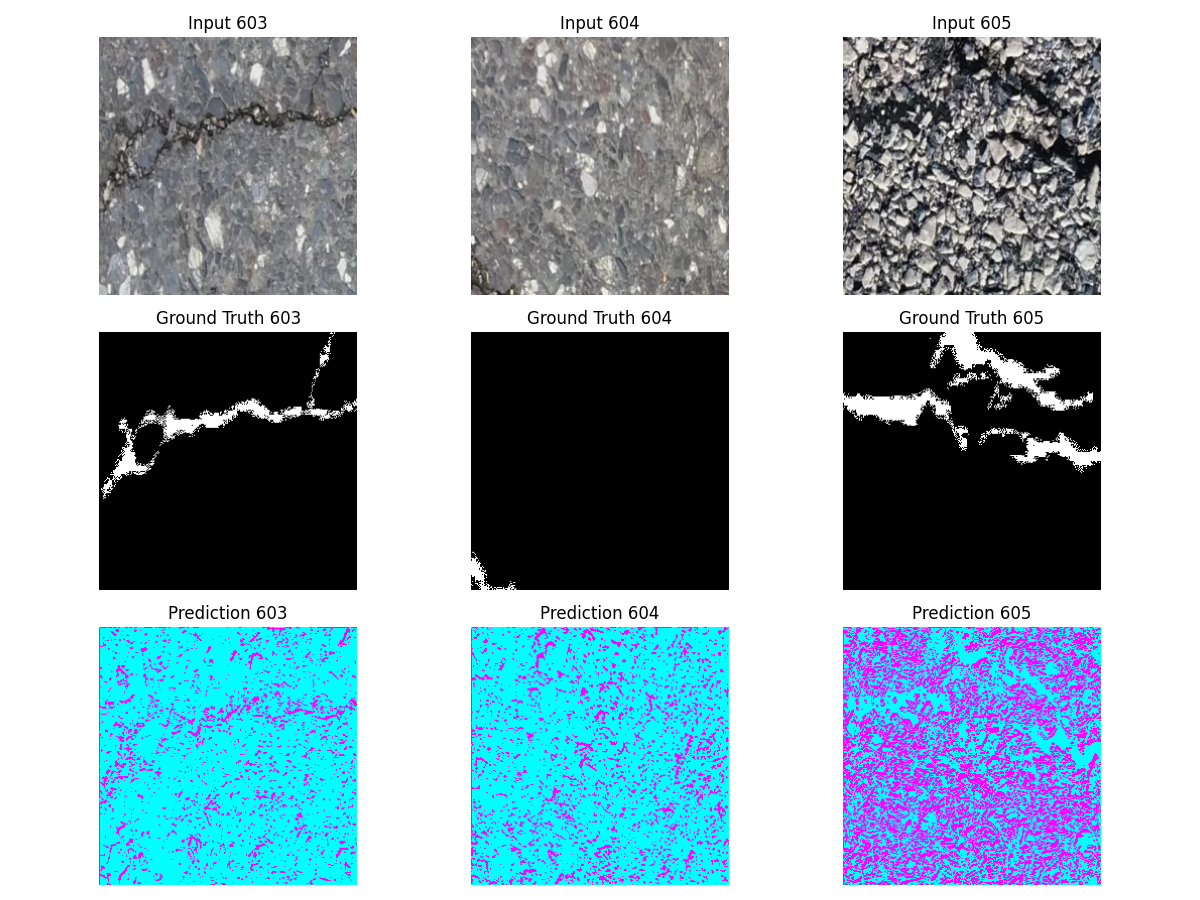 Input 603
Input 604
Input 605
Ground Truth 603
Ground Truth 604
Ground Truth 605
Prediction 603
Prediction 604
Prediction 605